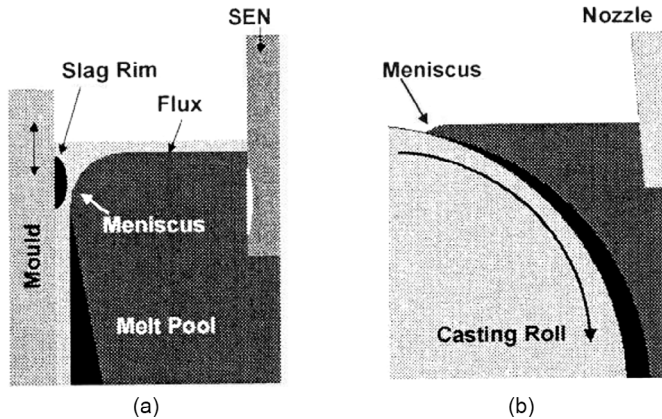 SEN
Slag Rim
Flux
Meniscus
Mould
Melt Pool
(a)
Nozzle
Meniscus
Casting Roll
(b)